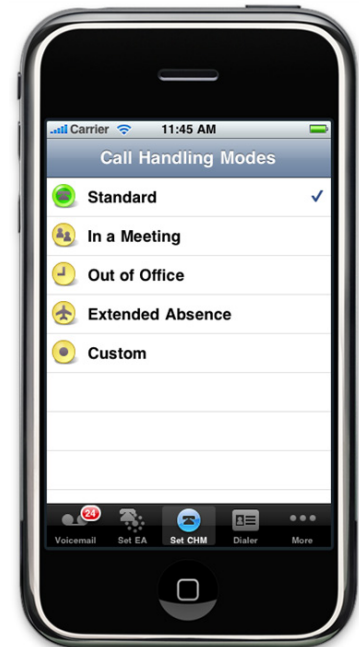 Carrier 11:45 AM
Call Handling Modes
Standard
In a Meeting
Out of Office
Extended Absence
Custom
24
Voicemail Set EA Set CHM Dialer More